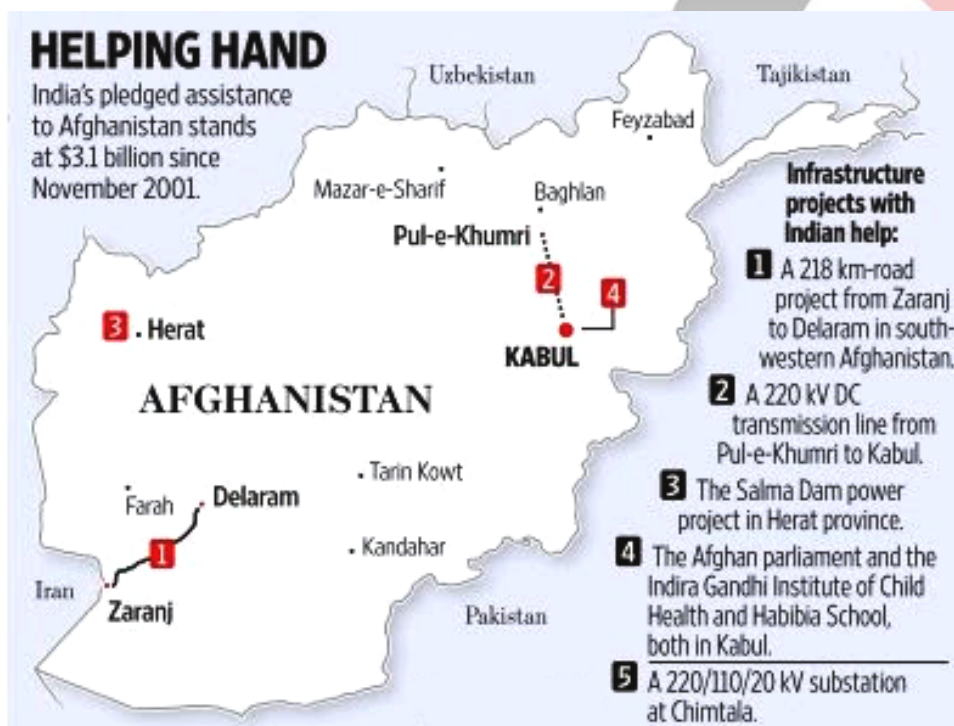 HELPING HAND
India's pledged assistance
to Afghanistan stands
at $3.1 billion since
November 2001.
Uzbekistan
Tajikistan
Feyzabad
Mazar-e-Sharif
Baghlan
Pul-e-Khumri
2
4
3
Herat
KABUL
AFGHANISTAN
Tarin Kowt
Farah
Delaram
1
Kandahar
Iran
Zaranj
Pakistan
Infrastructure
projects with
Indian help:
1 A 218 km-road
project from Zaranj
to Delaram in south-
western Afghanistan.
2 A 220 kV DC
transmission line from
Pul-e-Khumri to Kabul.
3 The Salma Dam power
project in Herat province.
4 The Afghan parliament and the
Indira Gandhi Institute of Child
Health and Habibia School,
both in Kabul.
5 A 220/110/20 kV substation
at Chimtala.